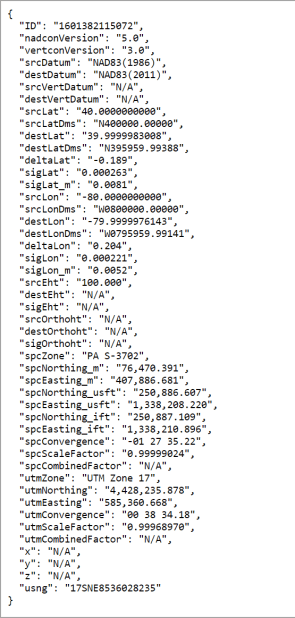 {
"ID": "1601382115072",
"nadconVersion": "5.0",
"vertconVersion": "3.0",
"srcDatum": "NAD83(1986)",
"destDatum": "NAD83(2011)",
"srcVertDatum": "N/A",
"destVertDatum": "N/A",
"srcLat": "40.0000000000",
"srcLatDms": "N400000.00000",
"destLat": "39.9999983008",
"destLatDms": "N395959.99388",
"deltaLat": "-0.189",
"sigLat": "0.000263",
"sigLat_m": "0.0081",
"srcLon": "-80.0000000000",
"srcLonDms": "W0800000.00000",
"destLon": "-79.9999976143",
"destLonDms": "W0795959.99141",
"deltaLon": "0.204",
"sigLon": "0.000221",
"sigLon_m": "0.0052",
"srcEht": "100.000",
"destEht": "N/A",
"sigEht": "N/A",
"srcOrthoht": "N/A",
"destOrthoht": "N/A",
"sigOrthoht": "N/A",
"spcZone": "PA S-3702",
"spcNorthing_m": "76,470.391",
"spcEasting_m": "407,886.681",
"spcNorthing_usft": "250,886.607",
"spcEasting_usft": "1,338,208.220",
"spcNorthing_ift": "250,887.109",
"spcEasting_ift": "1,338,210.896",
"spcConvergence": "-01 27 35.22",
"spcScaleFactor": "0.99999024",
"spcCombinedFactor": "N/A",
"utmZone": "UTM Zone 17",
"utmNorthing": "4,428,235.878",
"utmEasting": "585,360.668",
"utmConvergence": "00 38 34.18",
"utmScaleFactor": "0.99968970",
"utmCombinedFactor": "N/A",
"x": "N/A",
"y": "N/A",
"z": "N/A",
"usng": "17SNE8536028235"
}